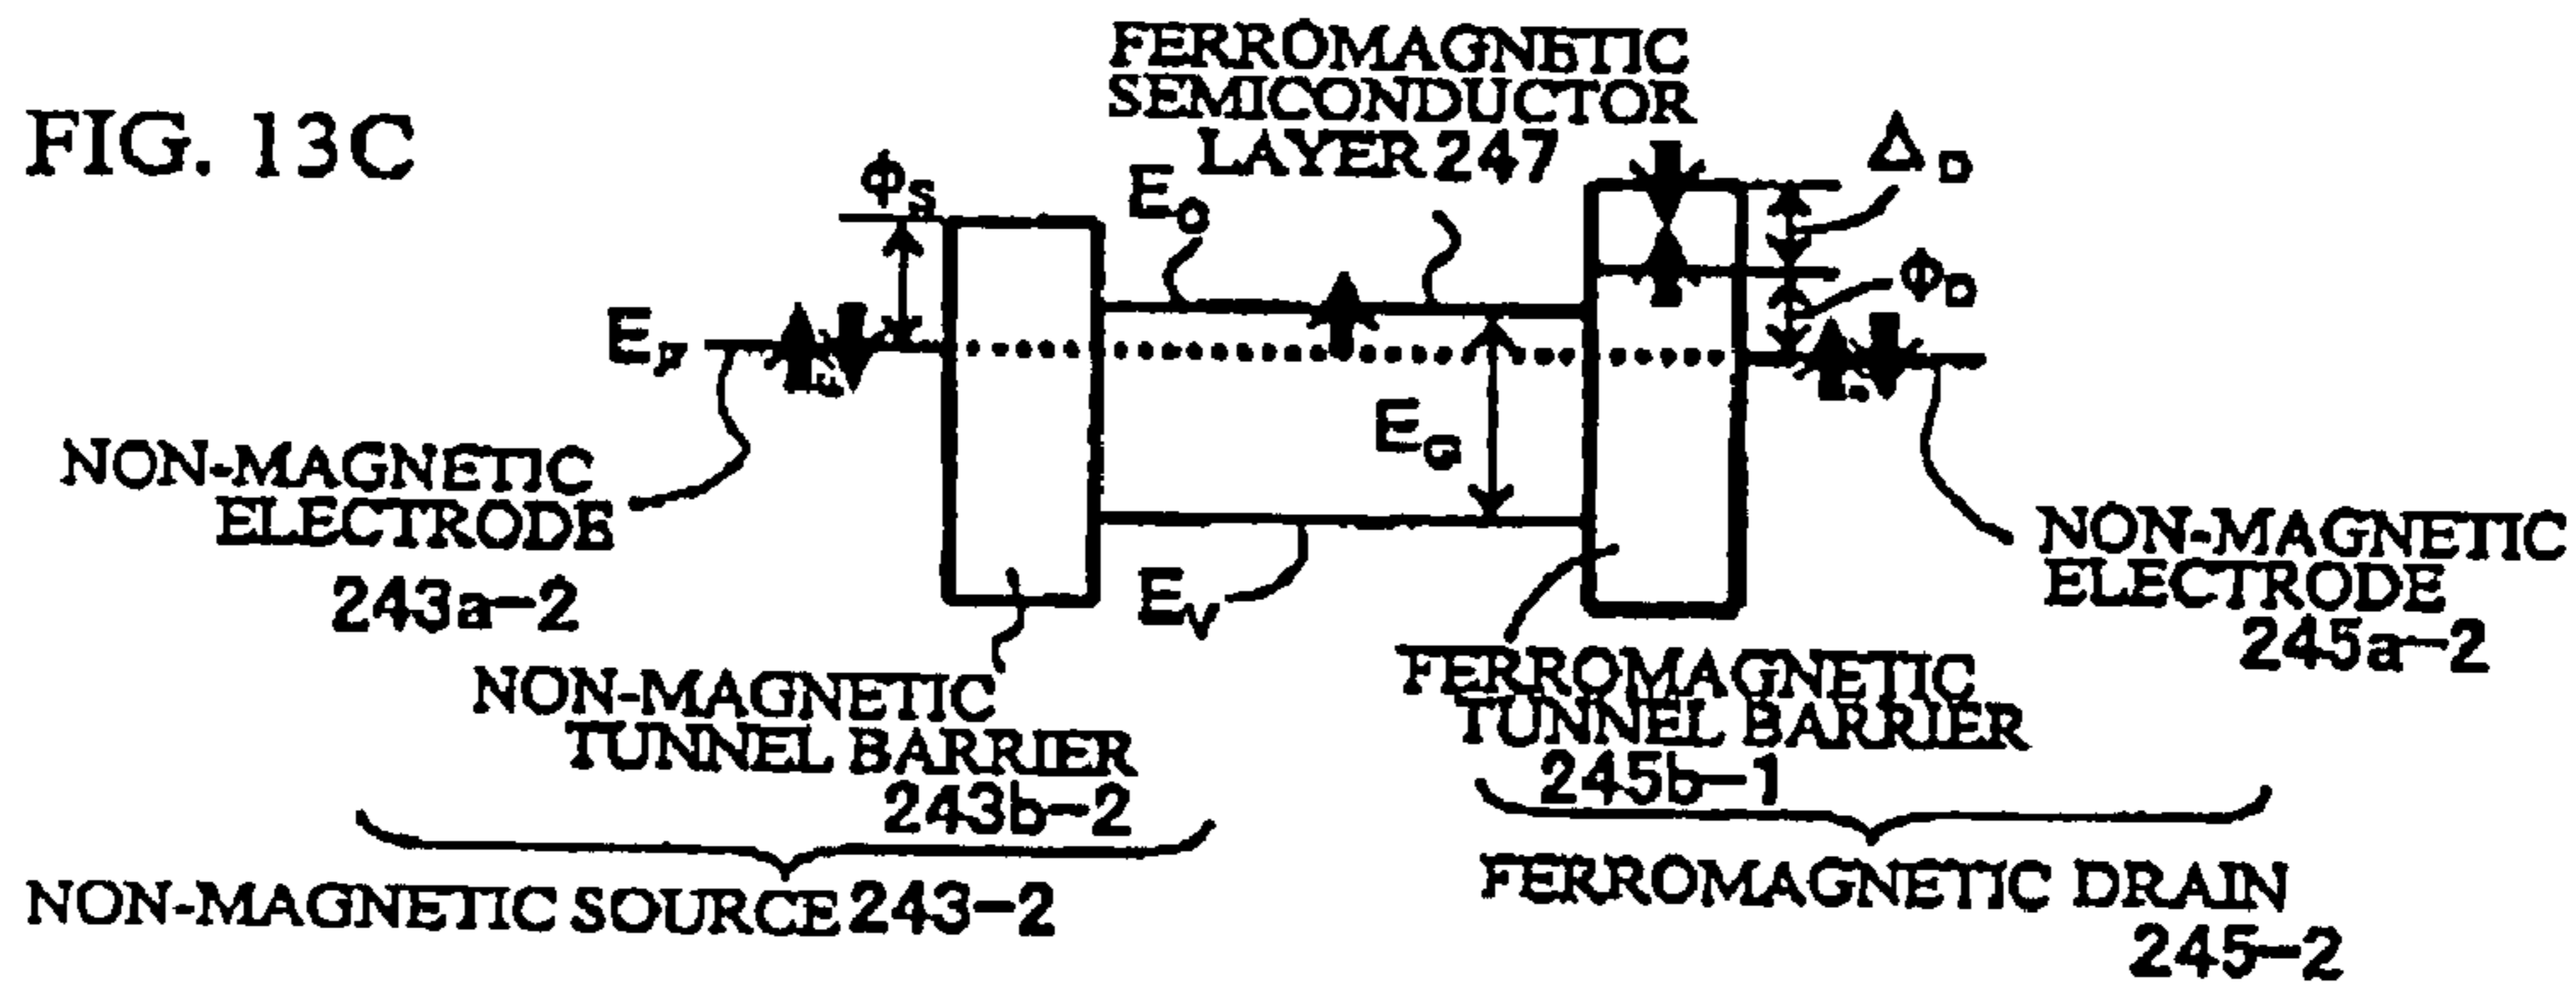 FIG. 13C
FERROMAGNETIC
SEMICONDUCTOR
LAYER 247
ΦS
EO
ΔD
ΦD
EF
EG
NON-MAGNETIC
ELECTRODE
243a-2
EV
NON-MAGNETIC
ELECTRODE
245a-2
NON-MAGNETIC
TUNNEL BARRIER
243b-2
FERROMAGNETIC
TUNNEL BARRIER
245b-1
NON-MAGNETIC SOURCE 243-2
FERROMAGNETIC DRAIN
245-2